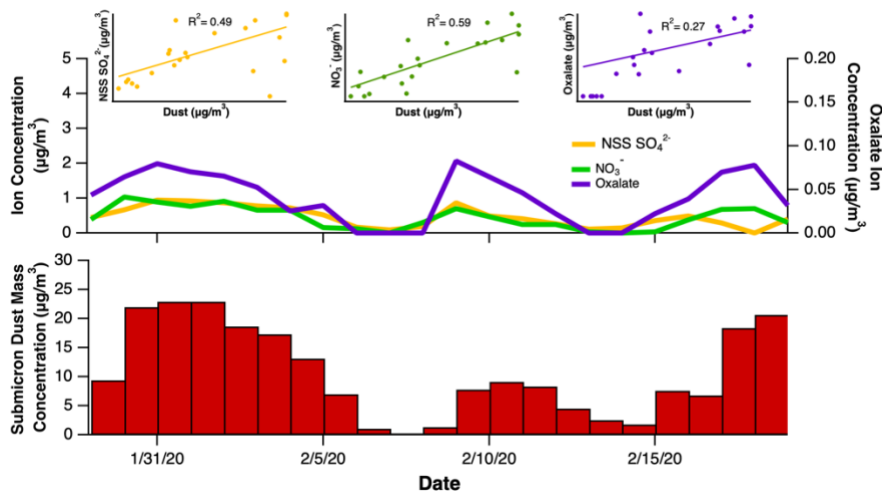 R² = 0.49
NSS SO₄²⁻ (µg/m³)
Dust (µg/m³)
R² = 0.59
NO₃⁻ (µg/m³)
Dust (µg/m³)
R² = 0.27
Oxalate (µg/m³)
Dust (µg/m³)
Ion Concentration
(µg/m³)
5
4
3
2
1
0
NSS SO₄²⁻
NO₃⁻
Oxalate
0.20
0.15
0.10
0.05
0.00
Oxalate Ion
Concentration (µg/m³)
Submicron Dust Mass
Concentration (µg/m³)
30
25
20
15
10
5
0
1/31/20
2/5/20
2/10/20
2/15/20
Date